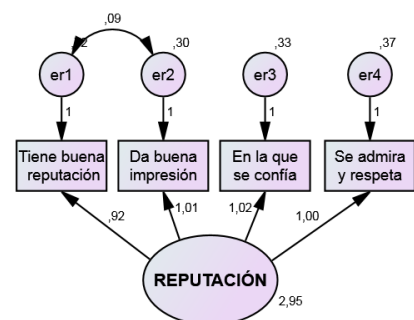 ,09
,30
,33
,37
er1
er2
er3
er4
1
1
1
1
Tiene buena
reputación
Da buena
impresión
En la que
se confía
Se admira
y respeta
,92
1,01
1,02
1,00
REPUTACIÓN
2,95